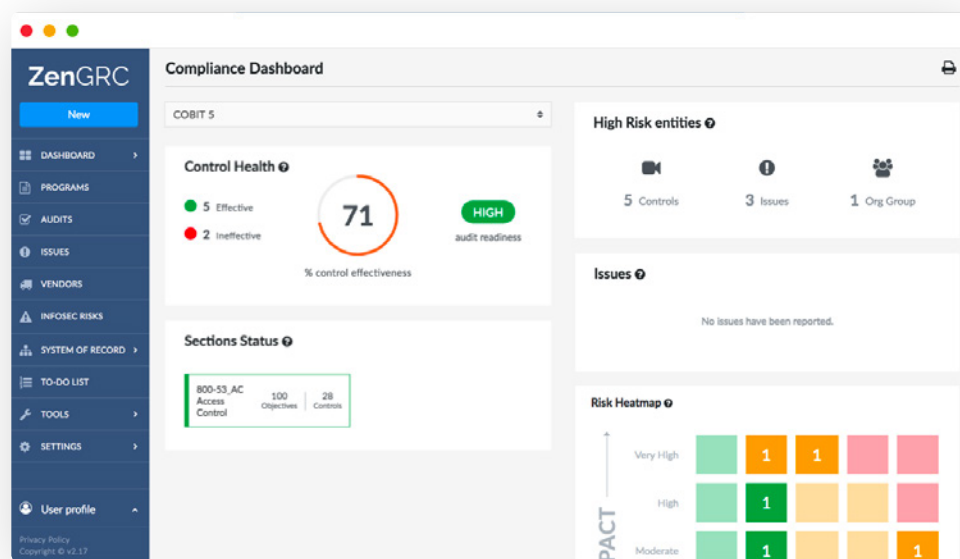 ZenGRC
New
DASHBOARD
PROGRAMS
AUDITS
ISSUES
VENDORS
INFOSEC RISKS
SYSTEM OF RECORD
TO-DO LIST
TOOLS
SETTINGS
User profile
Privacy Policy
Copyright © v2.17
Compliance Dashboard
COBIT 5
Control Health
5 Effective
2 Ineffective
71
% control effectiveness
HIGH
audit readiness
Sections Status
800-53_AC
Access
Control
100
Objectives
28
Controls
High Risk entities
5 Controls
3 Issues
1 Org Group
Issues
No issues have been reported.
Risk Heatmap
Very High
1 1
High
1
Moderate
1 1
PACT